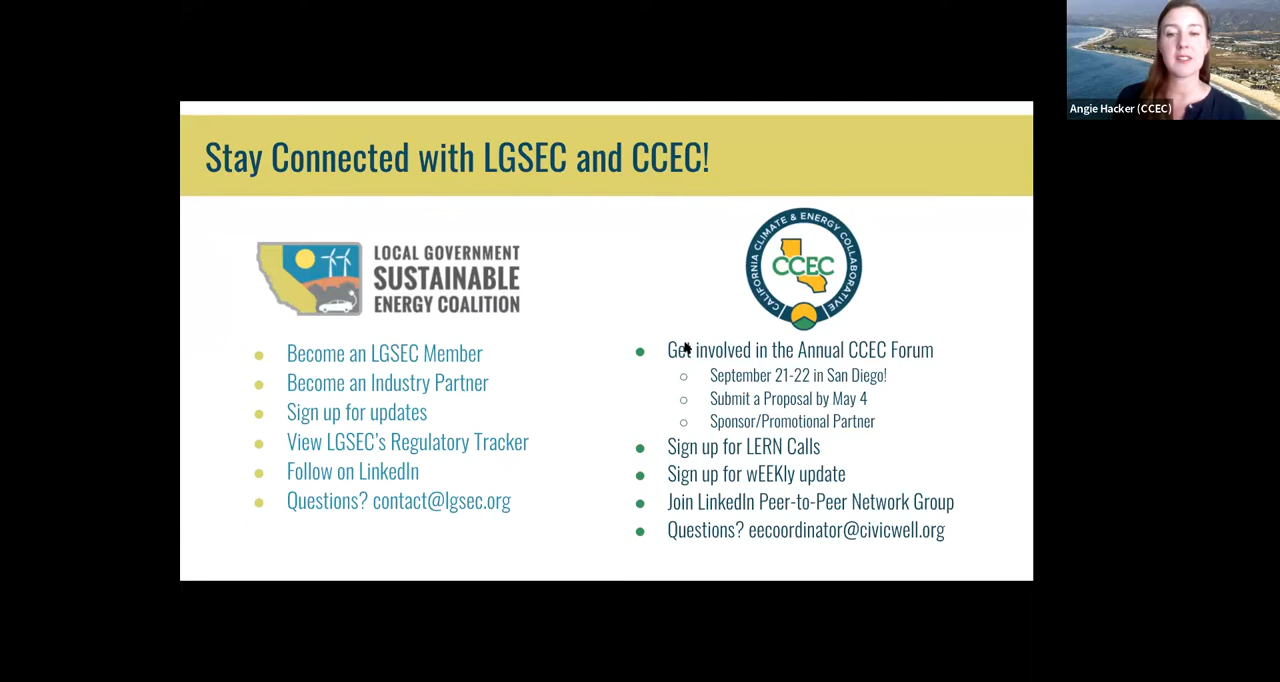 Angie Hacker (CCEC)
Stay Connected with LGSEC and CCEC!
LOCAL GOVERNMENT
SUSTAINABLE
ENERGY COALITION
Become an LGSEC Member
Become an Industry Partner
Sign up for updates
View LGSEC's Regulatory Tracker
Follow on LinkedIn
Questions? contact@lgsec.org
CALIFORNIA CLIMATE & ENERGY COLLABORATIVE
CCEC
Get involved in the Annual CCEC Forum
September 21-22 in San Diego!
Submit a Proposal by May 4
Sponsor/Promotional Partner
Sign up for LERN Calls
Sign up for wEEKly update
Join LinkedIn Peer-to-Peer Network Group
Questions? eecoordinator@civicwell.org